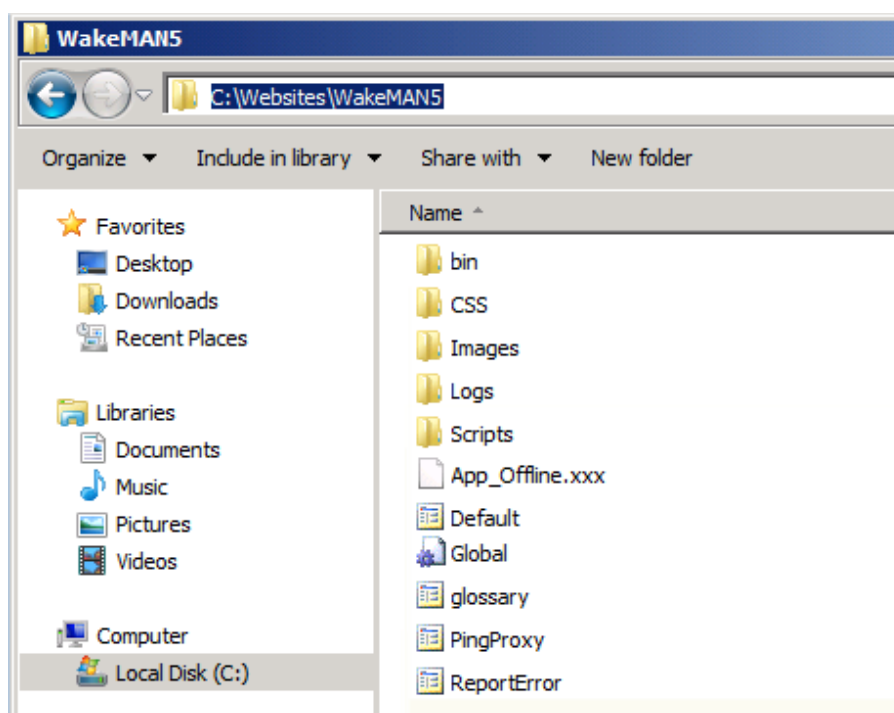 WakeMAN5
C:\Websites\WakeMAN5
Organize Include in library Share with New folder
Favorites
Desktop
Downloads
Recent Places
Libraries
Documents
Music
Pictures
Videos
Computer
Local Disk (C:)
Name
bin
CSS
Images
Logs
Scripts
App_Offline.xxx
Default
Global
glossary
PingProxy
ReportError